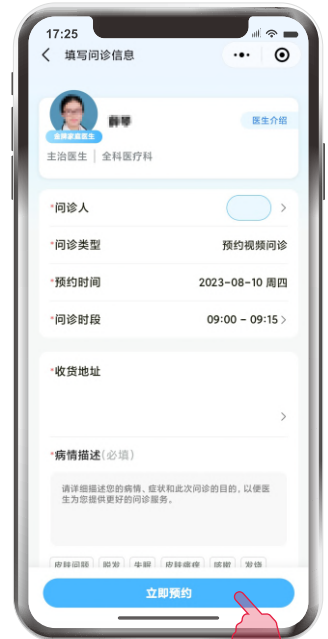 17:25
填写问诊信息
医生介绍
金牌家庭医生
主治医生 | 全科医疗科
*问诊人
*问诊类型 预约视频问诊
*预约时间 2023-08-10 周四
*问诊时段 09:00 - 09:15
*收货地址
*病情描述(必填)
请详细描述您的病情、症状和此次问诊的目的，以便医
生为您提供更好的问诊服务。
皮肤问题 脱发 失眠 皮肤瘙痒 咳嗽 发烧
立即预约